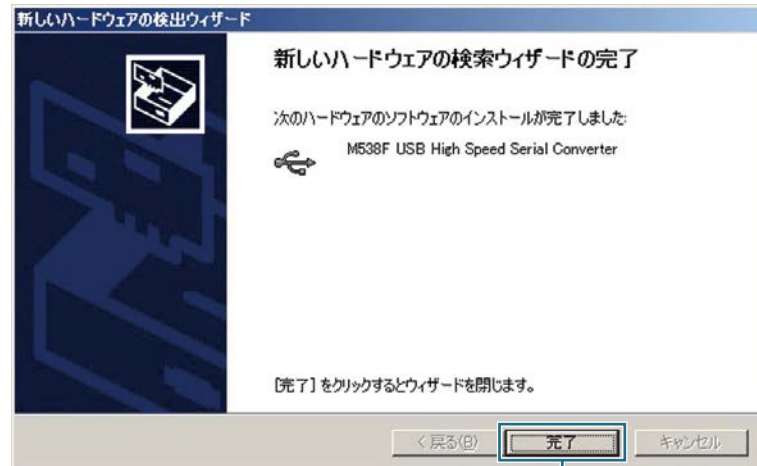 新しいハードウェアの検出ウィザード
新しいハードウェアの検索ウィザードの完了
次のハードウェアのソフトウェアのインストールが完了しました:
M538F USB High Speed Serial Converter
[完了] をクリックするとウィザードを閉じます。
< 戻る(B)
完了
キャンセル